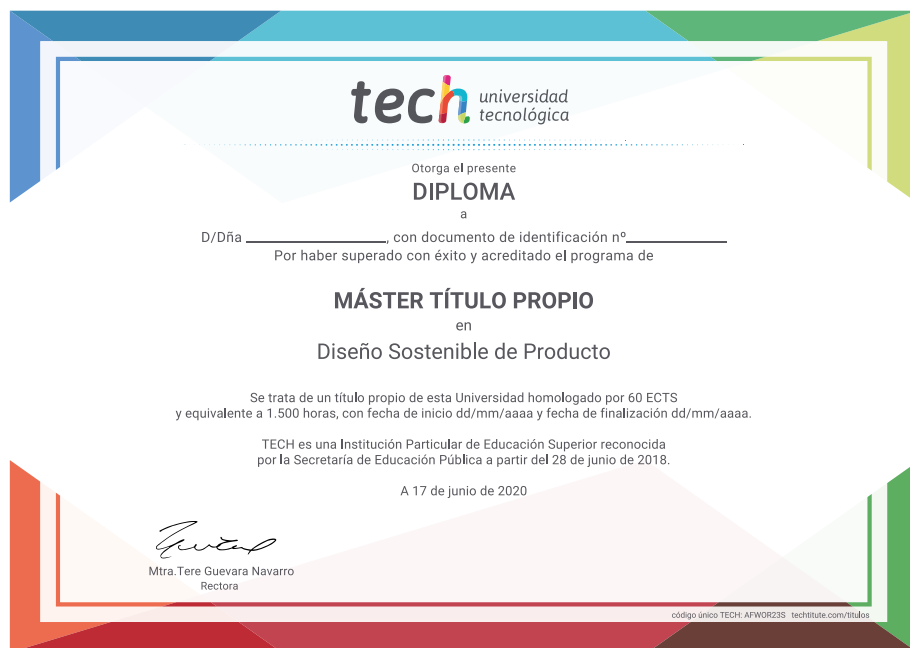 tech universidad
tecnológica
Otorga el presente
DIPLOMA
a
D/Dña ________________, con documento de identificación nº____________
Por haber superado con éxito y acreditado el programa de
MÁSTER TÍTULO PROPIO
en
Diseño Sostenible de Producto
Se trata de un título propio de esta Universidad homologado por 60 ECTS
y equivalente a 1.500 horas, con fecha de inicio dd/mm/aaaa y fecha de finalización dd/mm/aaaa.
TECH es una Institución Particular de Educación Superior reconocida
por la Secretaría de Educación Pública a partir del 28 de junio de 2018.
A 17 de junio de 2020
Mtra.Tere Guevara Navarro
Rectora
código único TECH: AFWOR23S techtitute.com/titulos